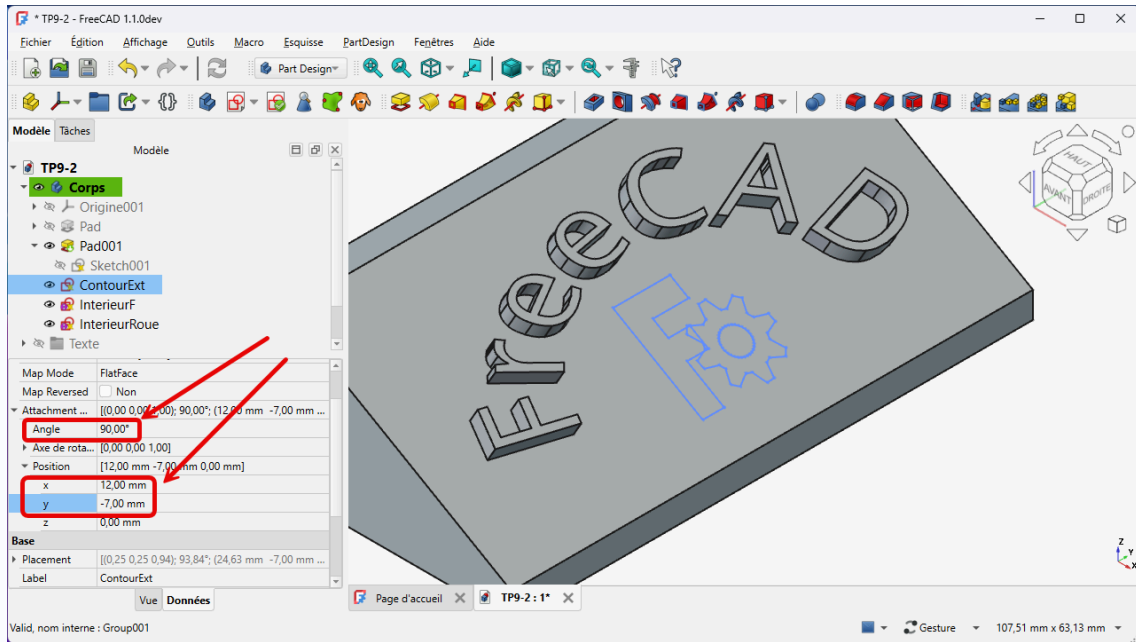 * TP9-2 - FreeCAD 1.1.0dev
Fichier Édition Affichage Outils Macro Esquisse PartDesign Fenêtres Aide
Part Design
Modèle Tâches
Modèle
TP9-2
Corps
Origine001
Pad
Pad001
Sketch001
ContourExt
InterieurF
InterieurRoue
Texte
FreeCAD
HAUT
AVANT
DROITE
Map Mode FlatFace
Map Reversed Non
Attachment ... [(0,00 0,00 1,00); 90,00°; (12,00 mm -7,00 mm ...
Angle 90,00°
Axe de rota... [0,00 0,00 1,00]
Position [12,00 mm -7,00 mm 0,00 mm]
x 12,00 mm
y -7,00 mm
z 0,00 mm
Base
Placement [(0,25 0,25 0,94); 93,84°; (24,63 mm -7,00 mm ...
Label ContourExt
Z
Y
X
Vue Données
Page d'accueil TP9-2 : 1*
Valid, nom interne : Group001
Gesture 107,51 mm x 63,13 mm